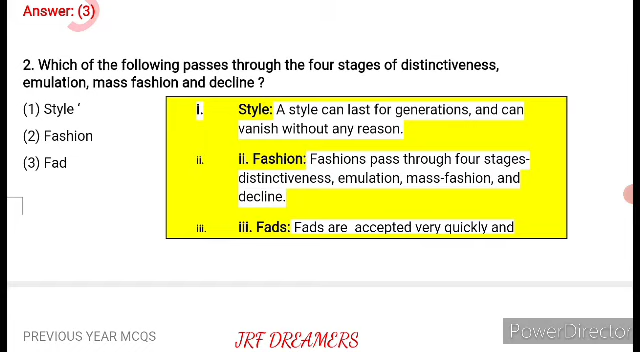 Answer: (3)
2. Which of the following passes through the four stages of distinctiveness,
emulation, mass fashion and decline ?
(1) Style ‘
(2) Fashion
(3) Fad
i. Style: A style can last for generations, and can
vanish without any reason.
ii. ii. Fashion: Fashions pass through four stages-
distinctiveness, emulation, mass-fashion, and
decline.
iii. iii. Fads: Fads are accepted very quickly and
PREVIOUS YEAR MCQS
JRF DREAMERS
PowerDirector